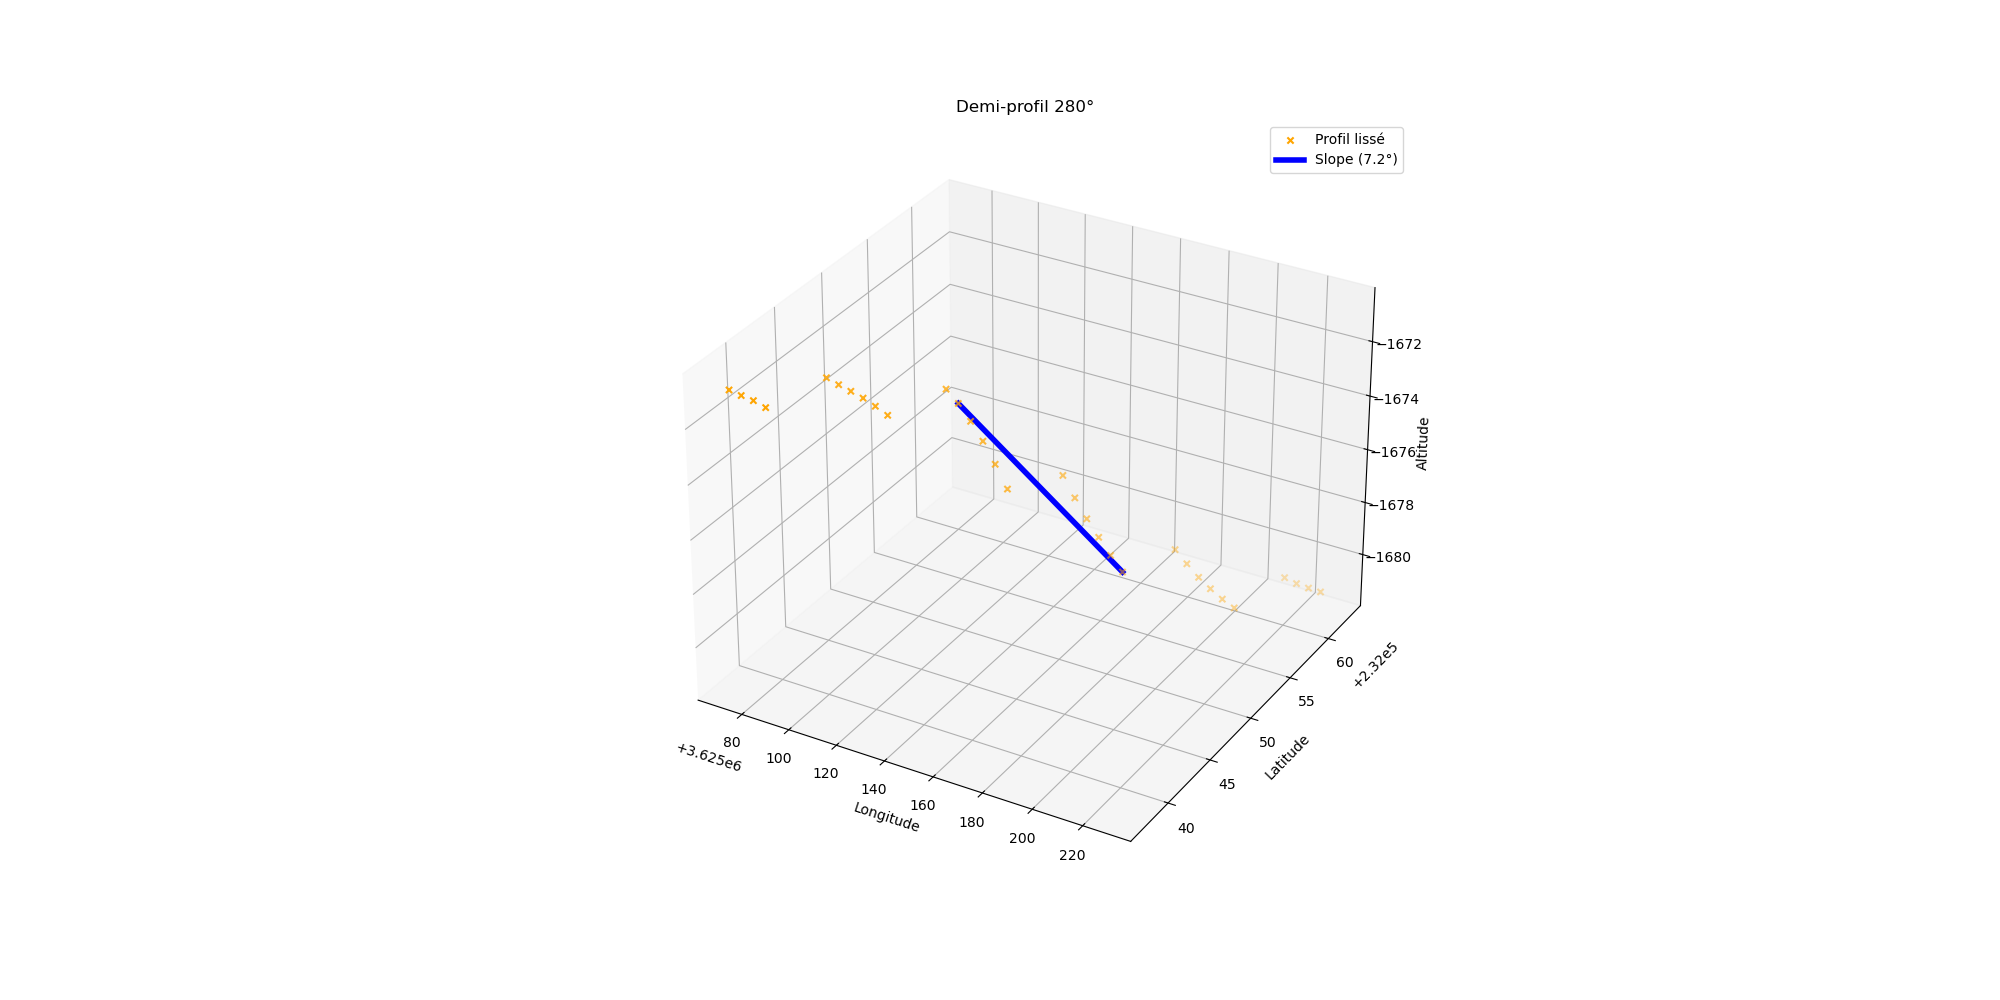 Demi-profil 280°
Profil lissé
Slope (7.2°)
−1672
−1674
−1676
−1678
−1680
Altitude
60
55
50
45
40
+2.32e5
Latitude
80
100
120
140
160
180
200
220
+3.625e6
Longitude